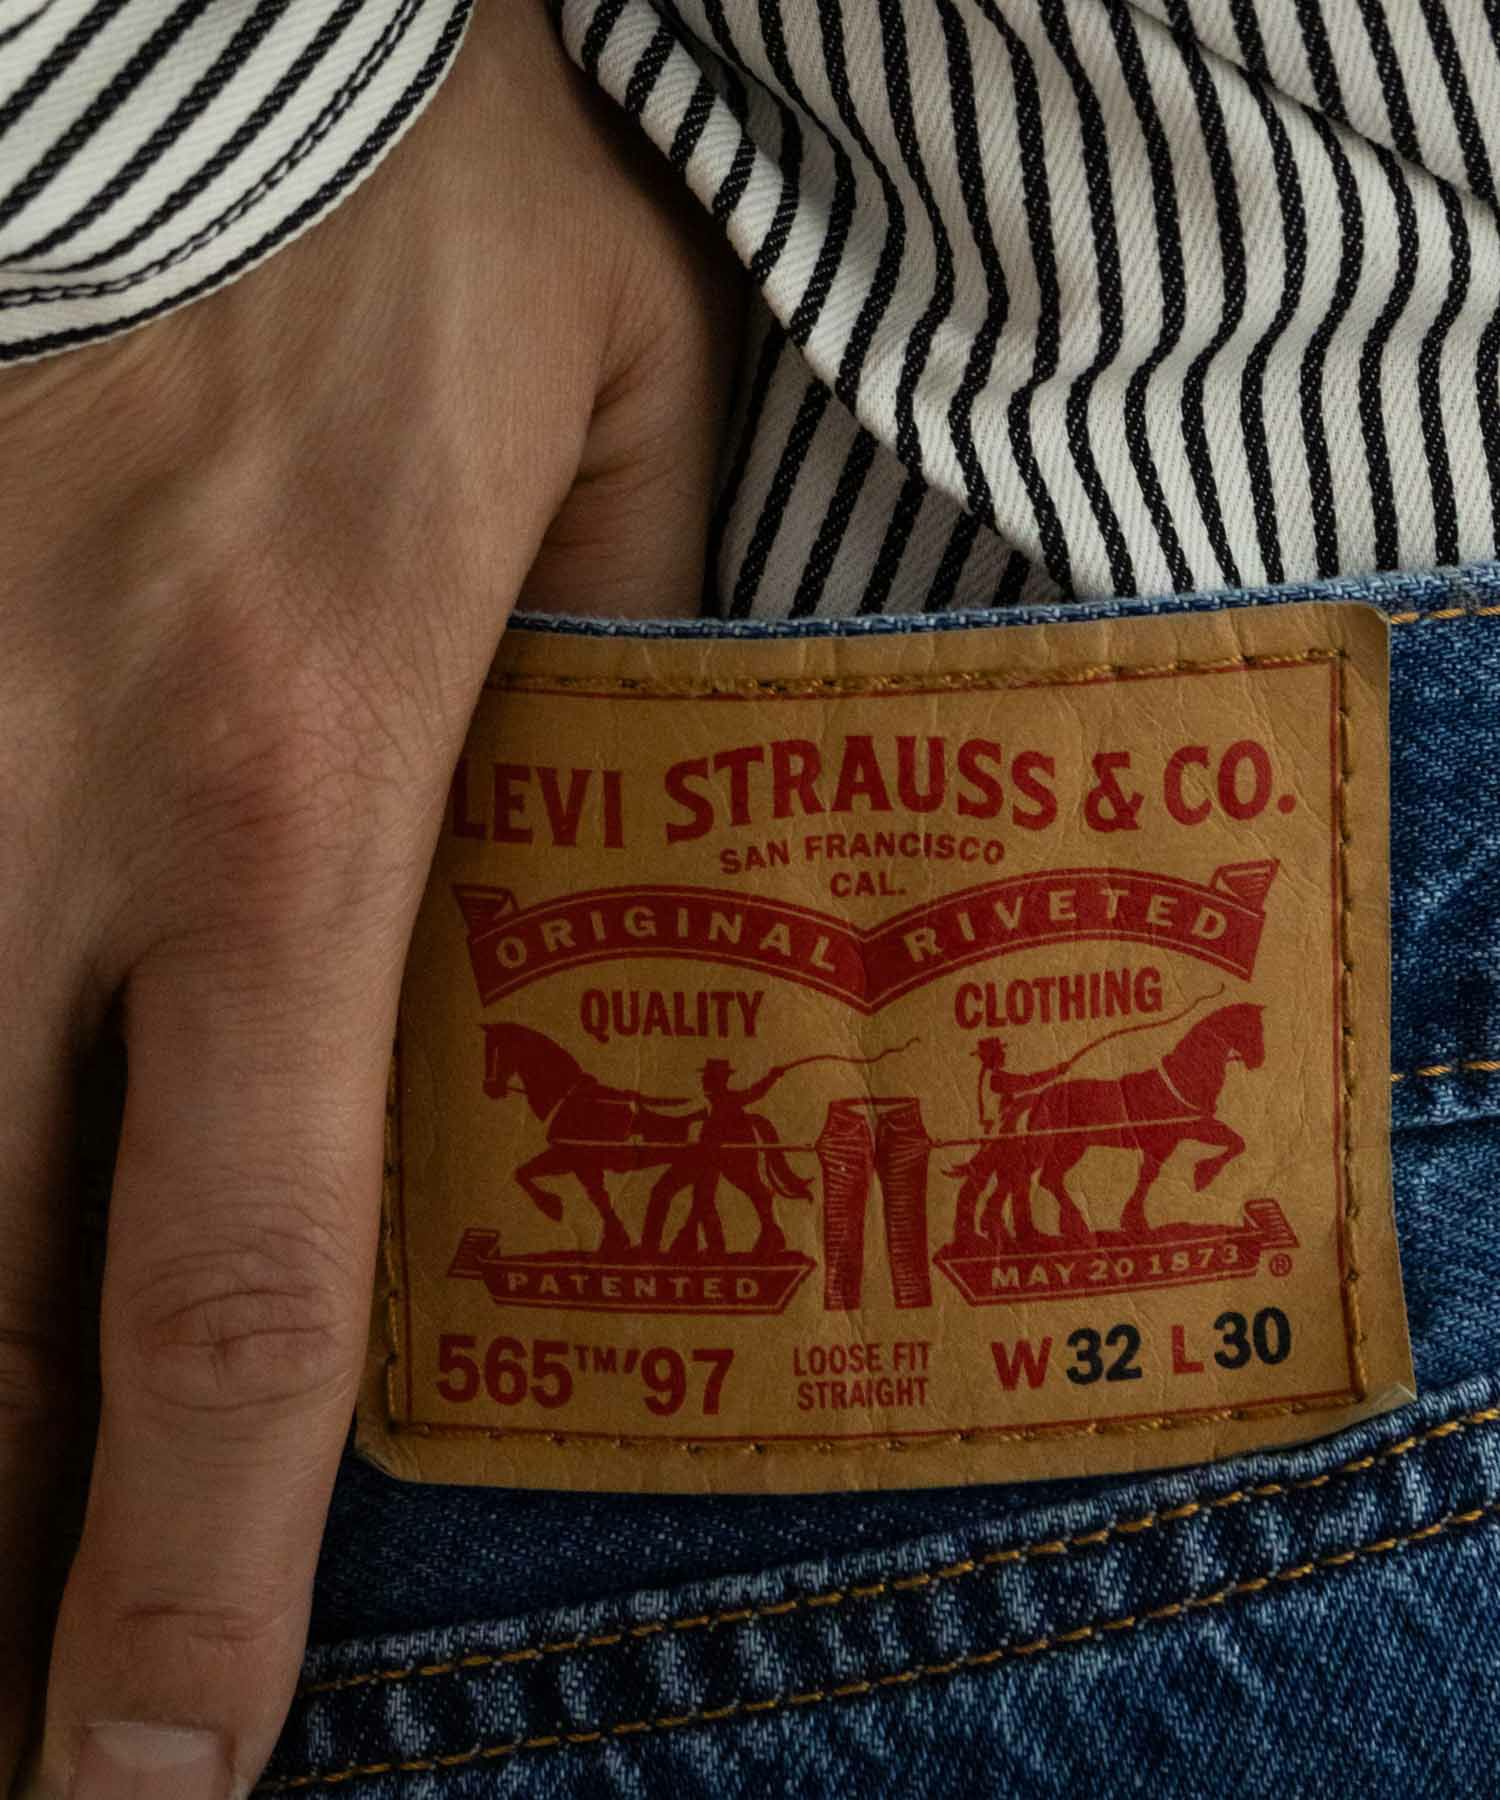 LEVI STRAUSS & CO.
SAN FRANCISCO
CAL.
ORIGINAL RIVETED
QUALITY CLOTHING
PATENTED MAY 20 1873 ®
565™'97 LOOSE FIT STRAIGHT W 32 L 30